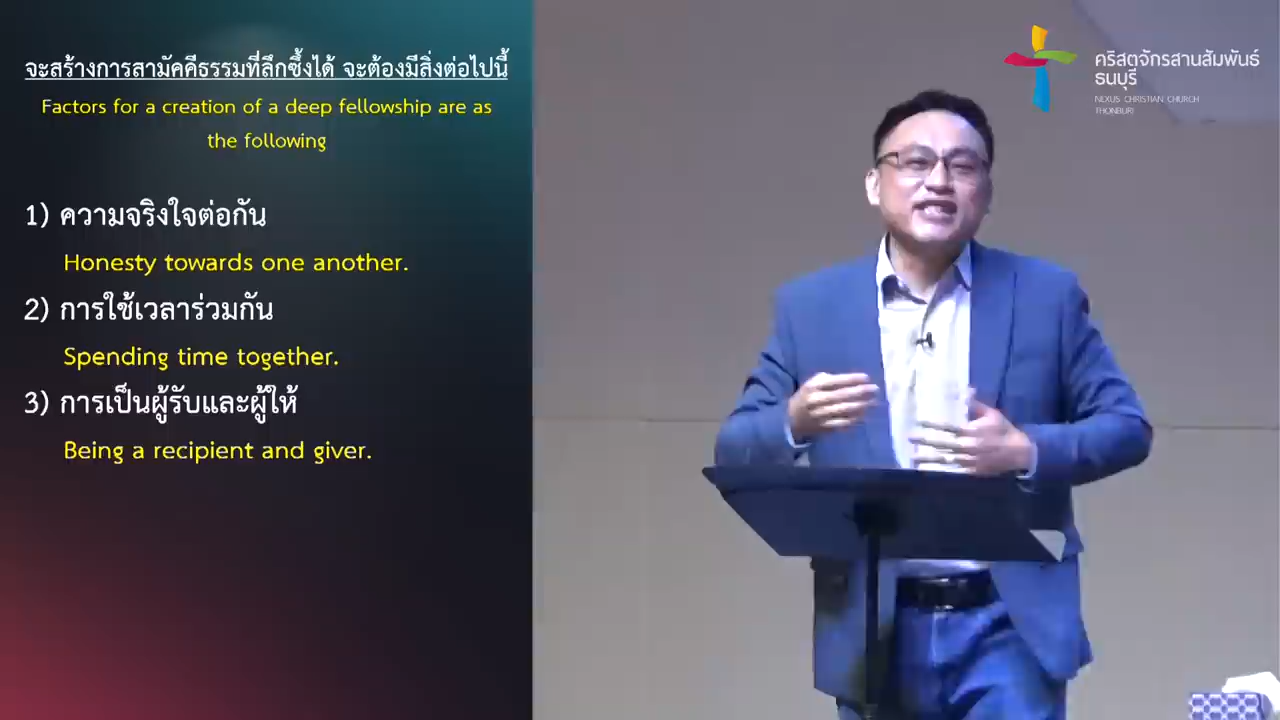 จะสร้างการสามัคคีธรรมที่ลึกซึ้งได้ จะต้องมีสิ่งต่อไปนี้
Factors for a creation of a deep fellowship are as
the following
1) ความจริงใจต่อกัน
Honesty towards one another.
2) การใช้เวลาร่วมกัน
Spending time together.
3) การเป็นผู้รับและผู้ให้
Being a recipient and giver.
คริสตจักรสานสัมพันธ์
ธนบุรี
NEXUS CHRISTIAN CHURCH
THONBURI